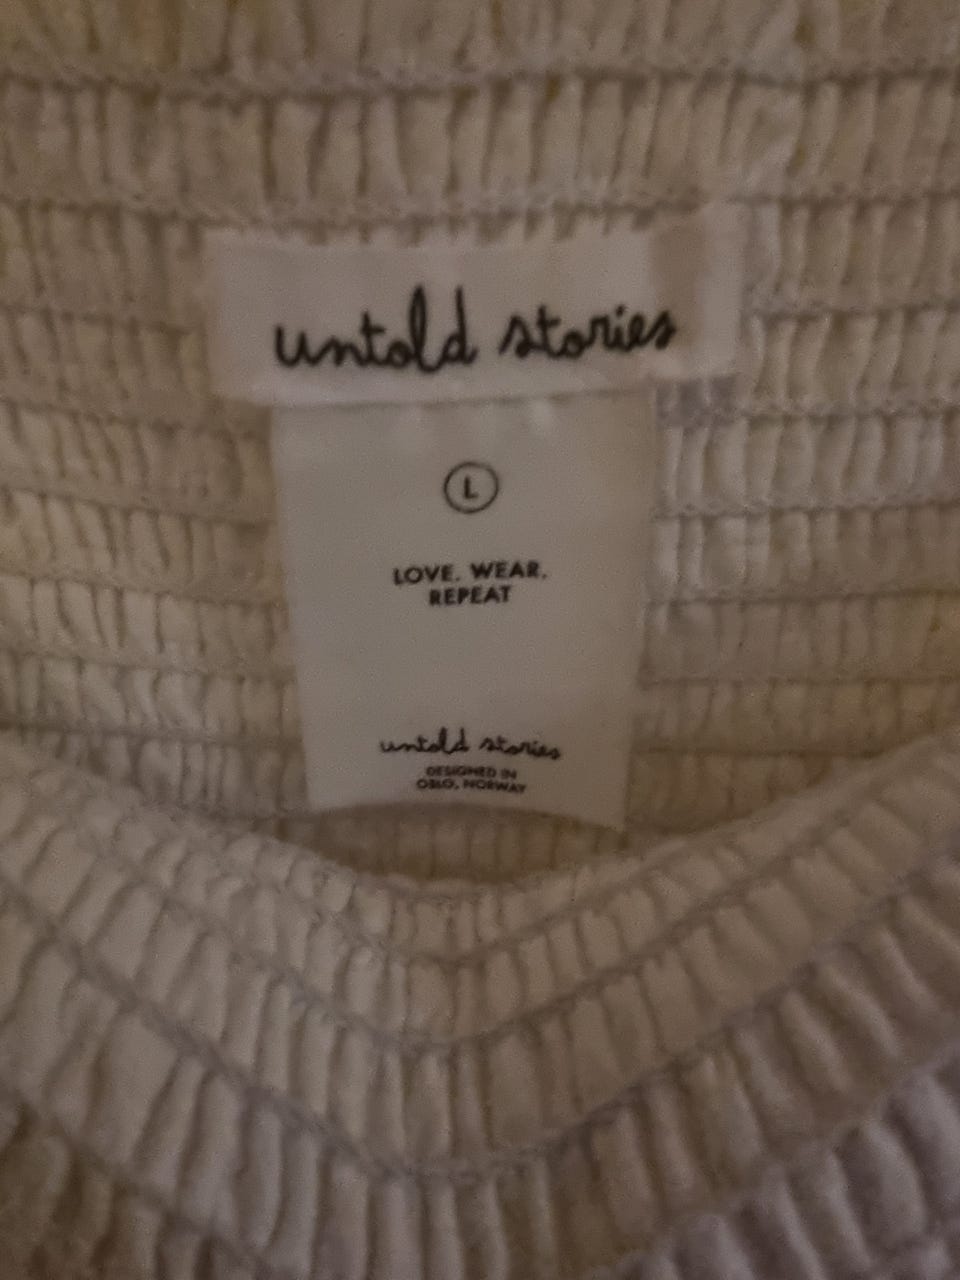 untold stories
L
LOVE. WEAR.
REPEAT
untold stories
DESIGNED IN
OSLO, NORWAY